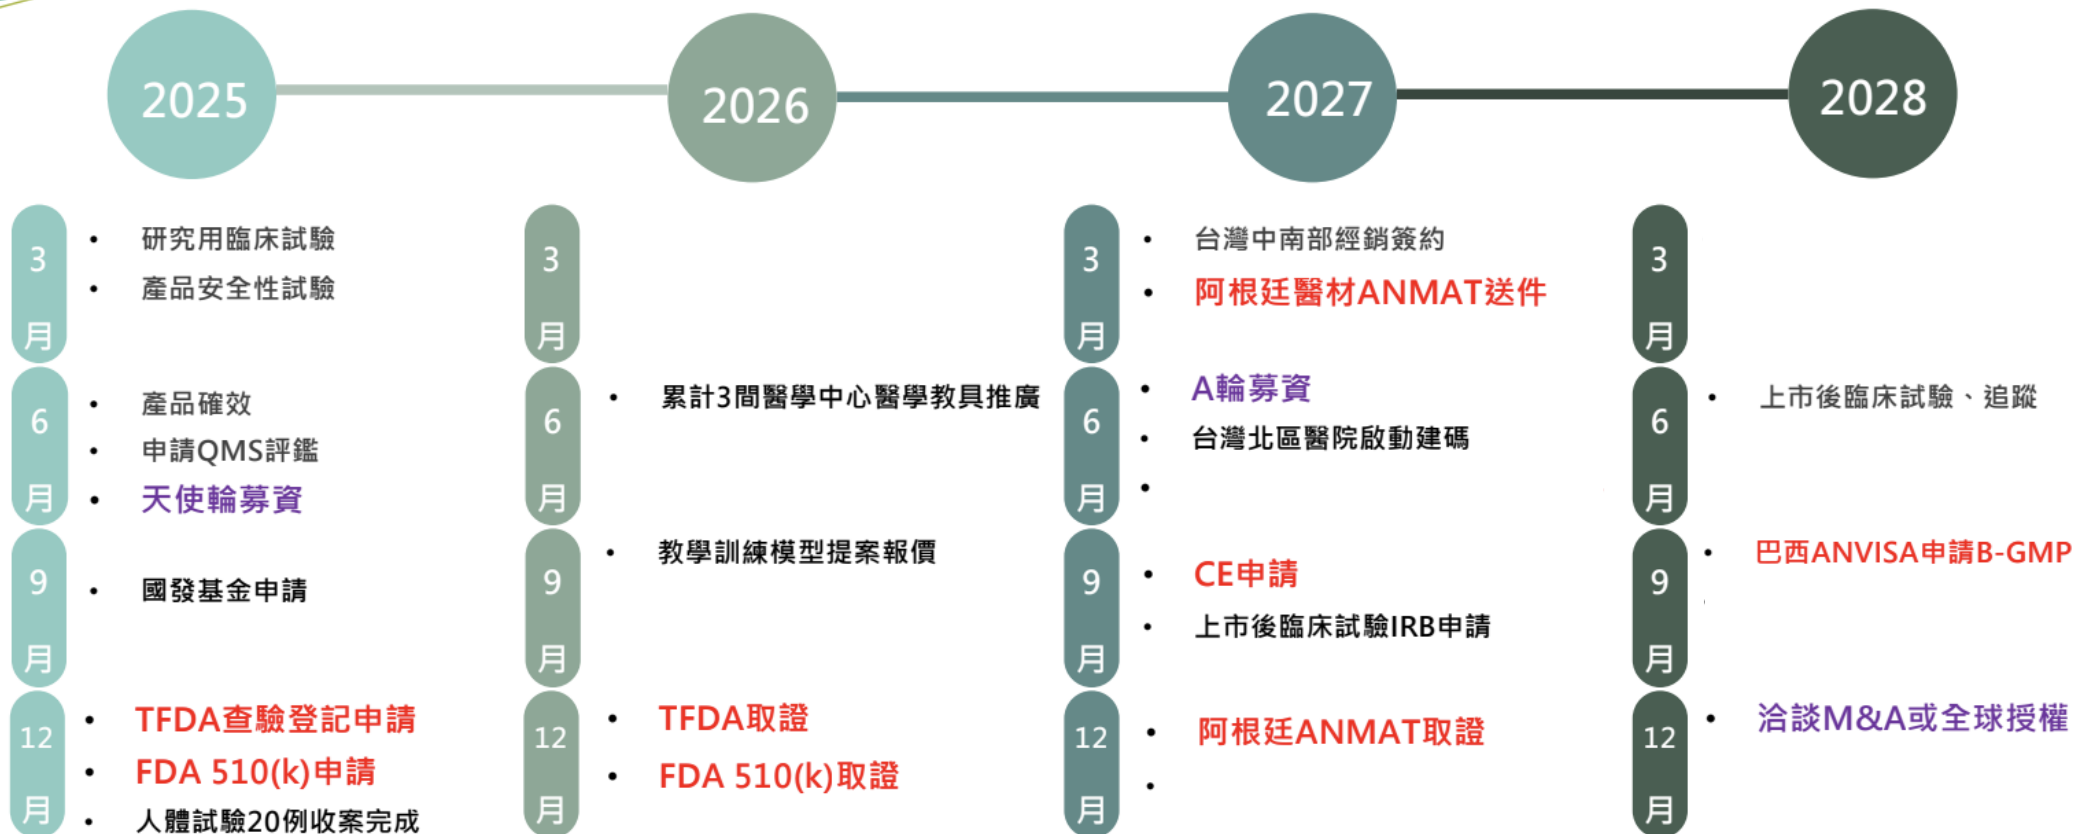 2025
2026
2027
2028
3
月
• 研究用臨床試驗
• 產品安全性試驗
6
月
• 產品確效
• 申請QMS評鑑
• 天使輪募資
9
月
• 國發基金申請
12
月
• TFDA查驗登記申請
• FDA 510(k)申請
• 人體試驗20例收案完成
3
月
6
月
• 累計3間醫學中心醫學教具推廣
9
月
• 教學訓練模型提案報價
12
月
• TFDA取證
• FDA 510(k)取證
3
月
• 台灣中南部經銷簽約
• 阿根廷醫材ANMAT送件
6
月
• A輪募資
• 台灣北區醫院啟動建碼
•
9
月
• CE申請
• 上市後臨床試驗IRB申請
12
月
• 阿根廷ANMAT取證
•
3
月
6
月
• 上市後臨床試驗、追蹤
9
月
• 巴西ANVISA申請B-GMP
12
月
• 洽談M&A或全球授權